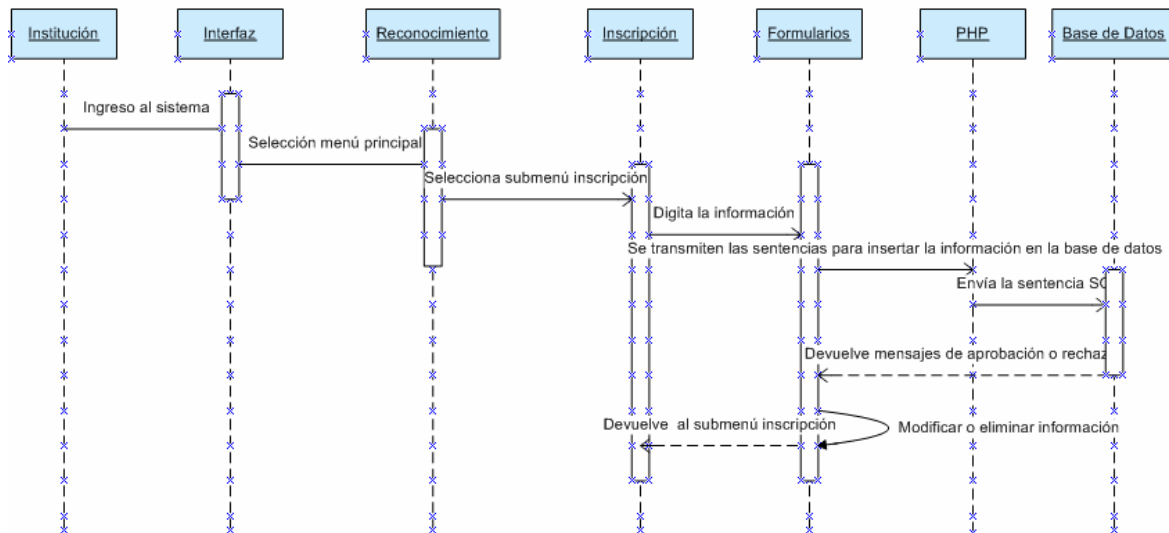 Institución
Interfaz
Reconocimiento
Inscripción
Formularios
PHP
Base de Datos
Ingreso al sistema
Selección menú principal
Selecciona submenú inscripción
Digita la información
Se transmiten las sentencias para insertar la información en la base de datos
Envía la sentencia
Devuelve mensajes de aprobación o rechaz
Devuelve al submenú inscripción
Modificar o eliminar información